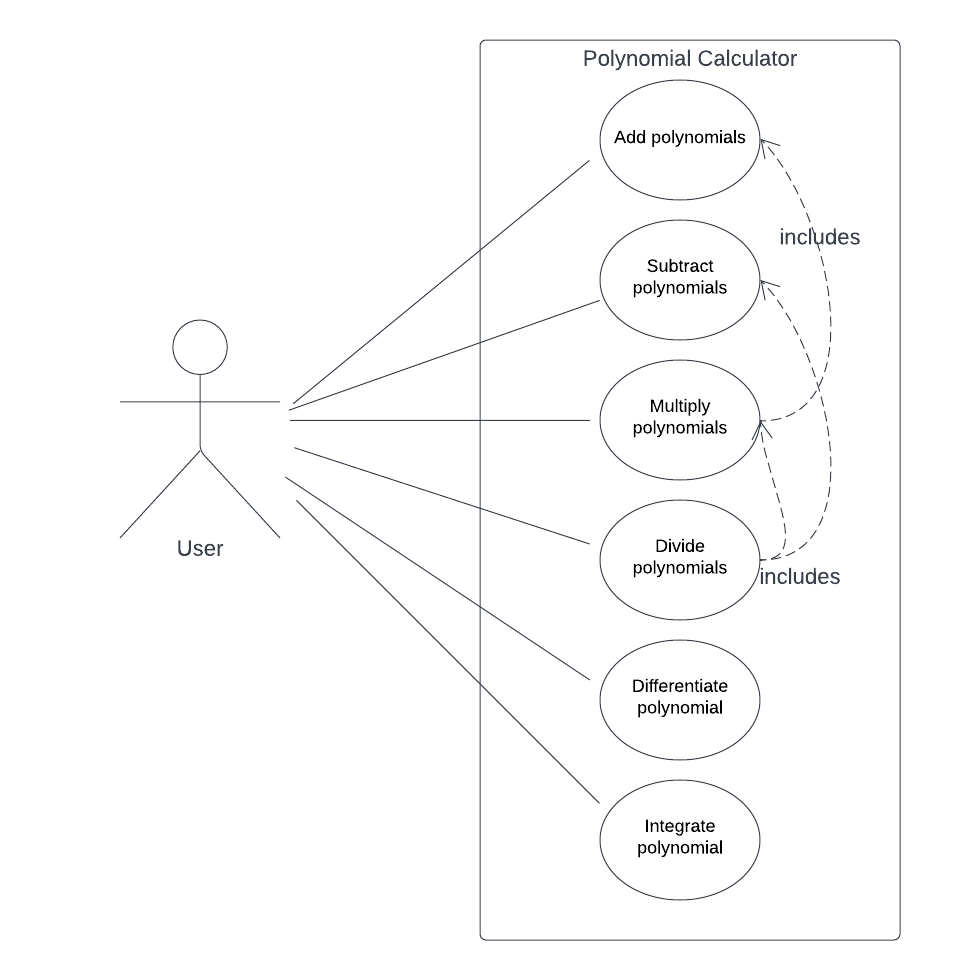 Polynomial Calculator
Add polynomials
includes
Subtract
polynomials
Multiply
polynomials
User
Divide
polynomials
includes
Differentiate
polynomial
Integrate
polynomial